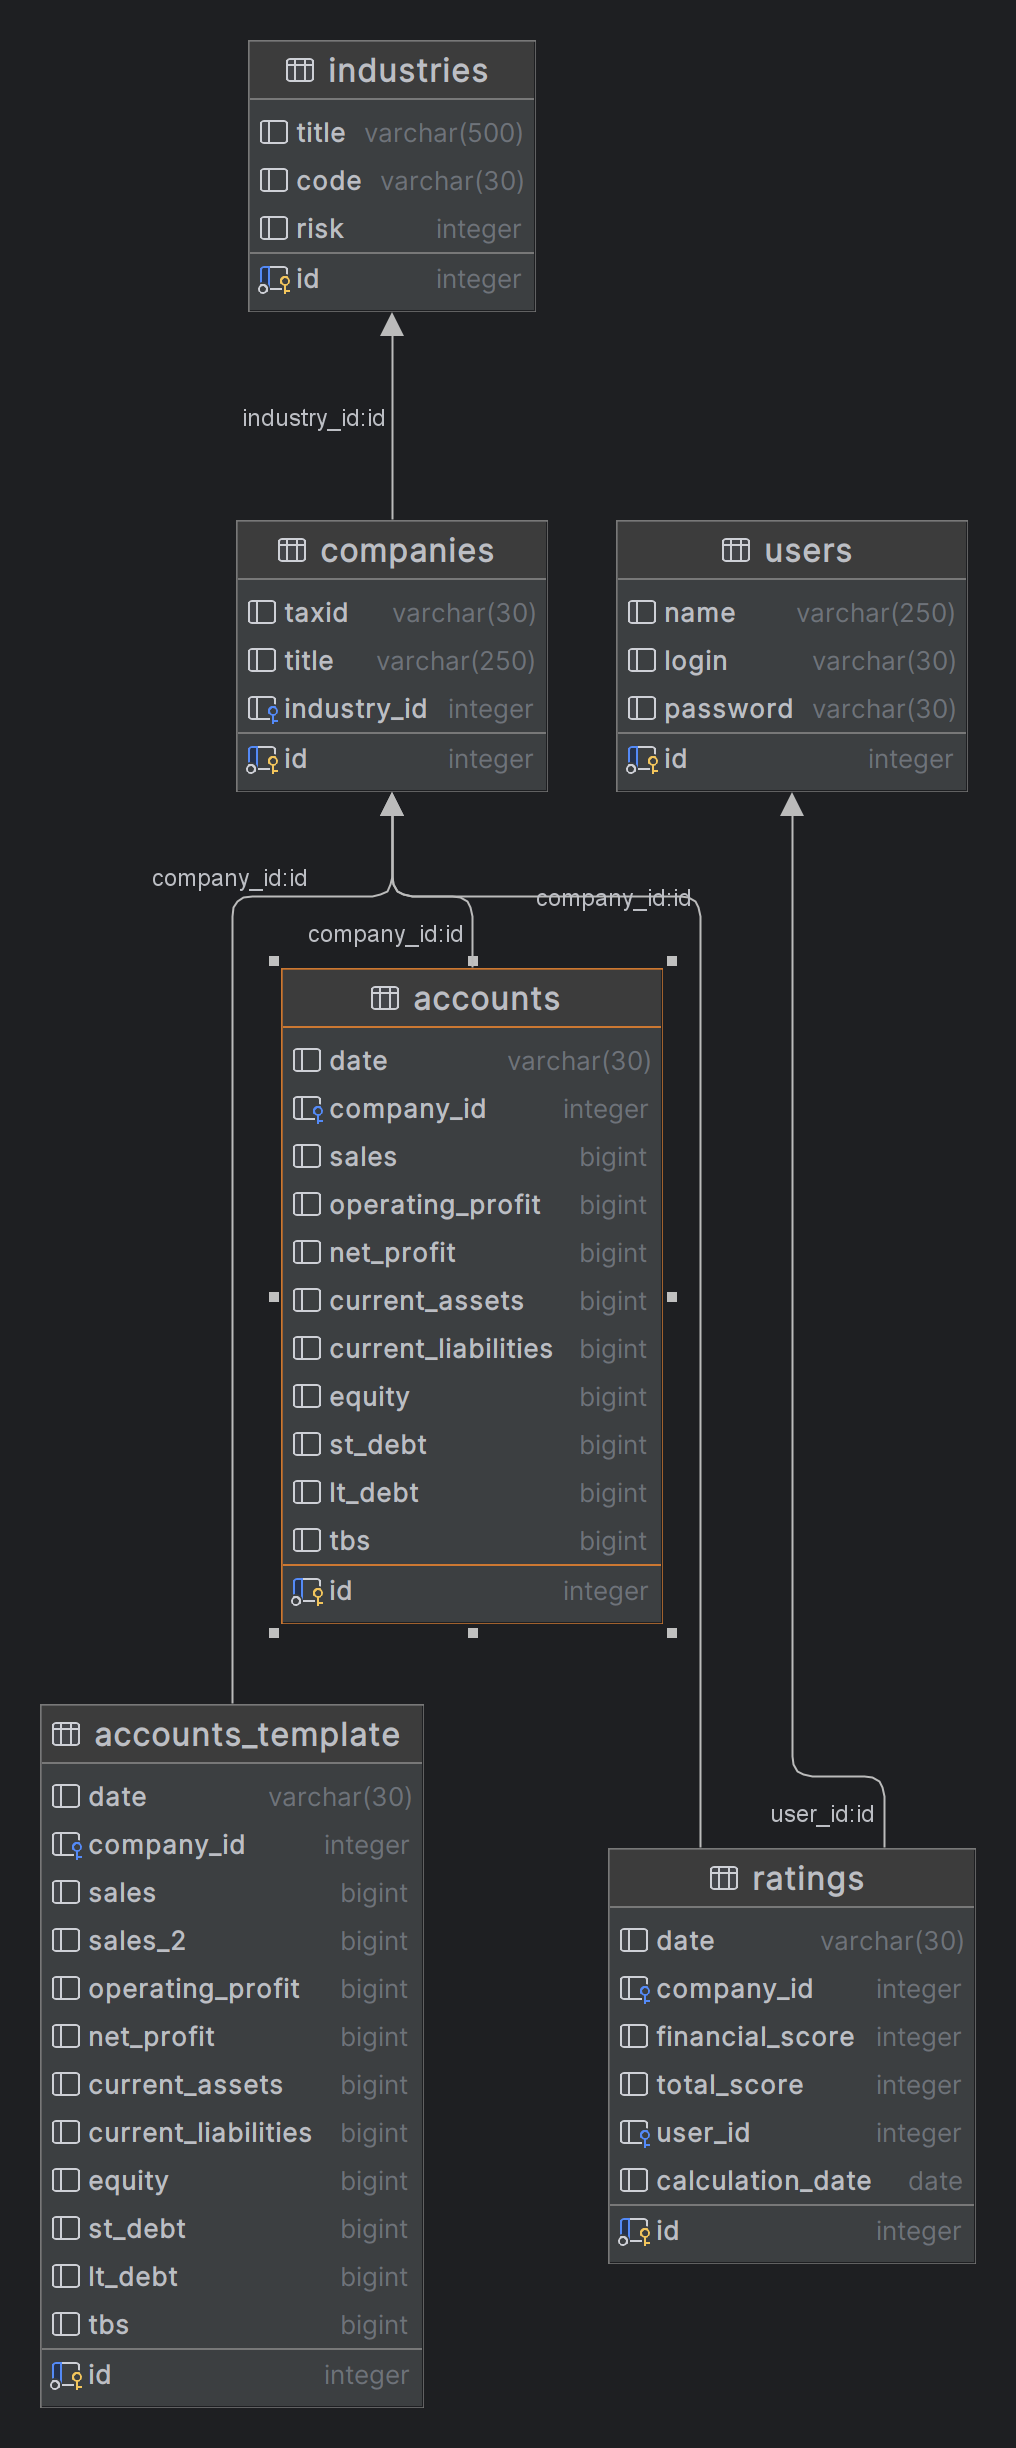 industries
title varchar(500)
code varchar(30)
risk integer
id integer
industry_id:id
companies
taxid varchar(30)
title varchar(250)
industry_id integer
id integer
users
name varchar(250)
login varchar(30)
password varchar(30)
id integer
company_id:id
company_id:id
company_id:id
accounts
date varchar(30)
company_id integer
sales bigint
operating_profit bigint
net_profit bigint
current_assets bigint
current_liabilities bigint
equity bigint
st_debt bigint
lt_debt bigint
tbs bigint
id integer
accounts_template
date varchar(30)
company_id integer
sales bigint
sales_2 bigint
operating_profit bigint
net_profit bigint
current_assets bigint
current_liabilities bigint
equity bigint
st_debt bigint
lt_debt bigint
tbs bigint
id integer
user_id:id
ratings
date varchar(30)
company_id integer
financial_score integer
total_score integer
user_id integer
calculation_date date
id integer